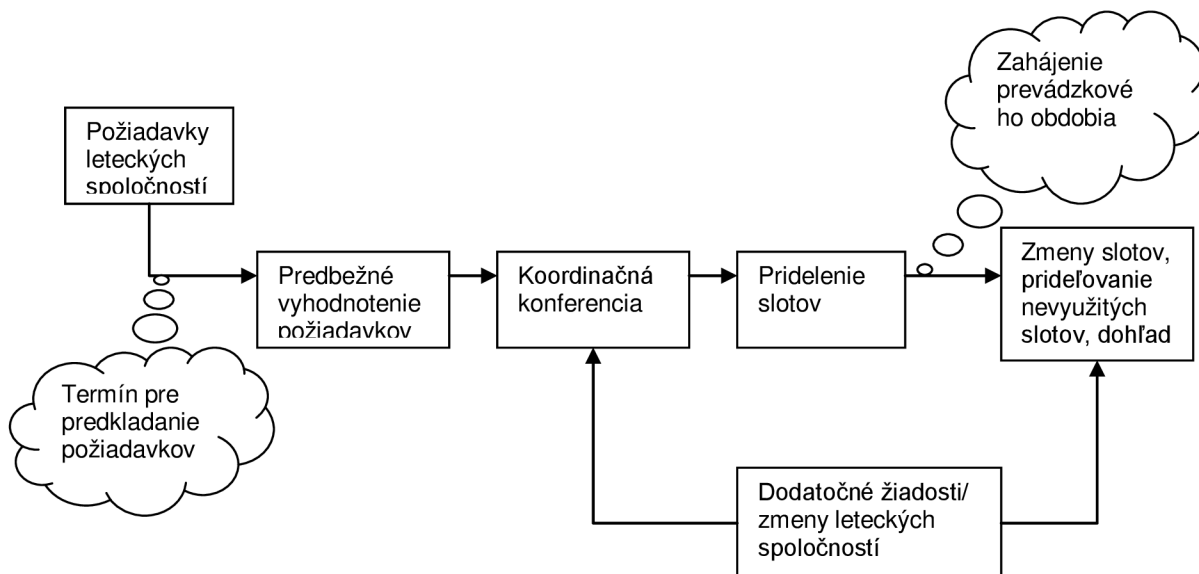 Zahájenie
prevádzkové
ho obdobia
Požiadavky
leteckých
spoločností
Predbežné
vyhodnotenie
požiadavkov
Koordinačná
konferencia
Pridelenie
slotov
Zmeny slotov,
prideľovanie
nevyužitých
slotov, dohľad
Termín pre
predkladanie
požiadavkov
Dodatočné žiadosti/
zmeny leteckých
spoločností